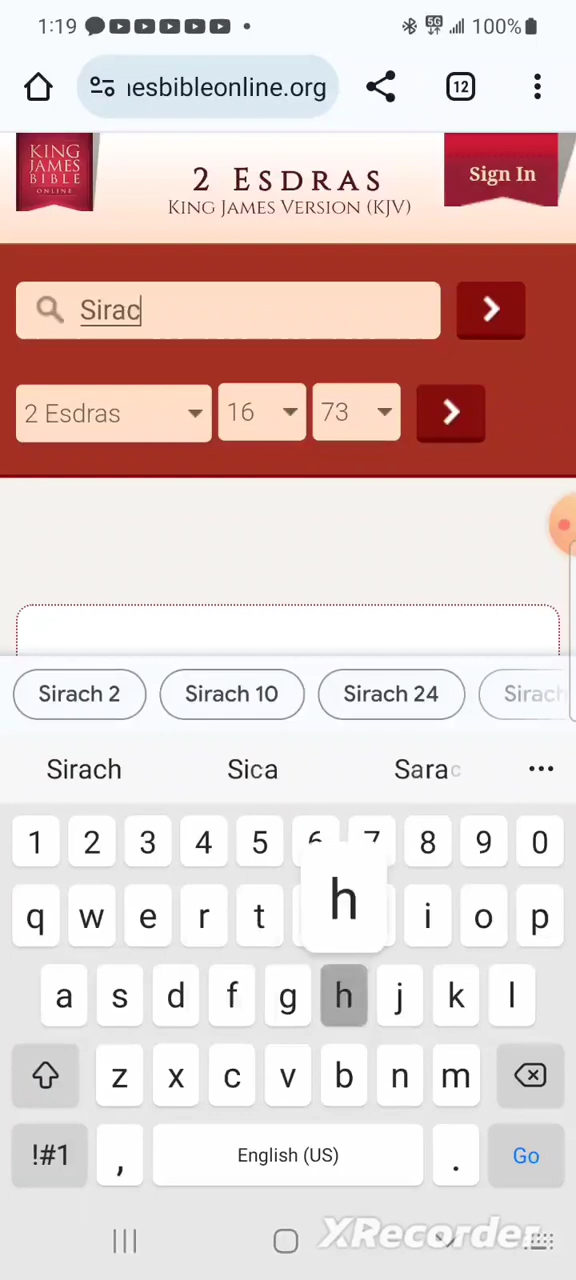 1:19
5G
100%
nesbibleonline.org
12
KING
JAMES
BIBLE
ONLINE
2 ESDRAS
KING JAMES VERSION (KJV)
Sign In
Sirac
2 Esdras
16
73
Sirach 2
Sirach 10
Sirach 24
Sirach
Sirach
Sica
Sarac
1 2 3 4 5 6 7 8 9 0
q w e r t h i o p
a s d f g h j k l
z x c v b n m
!#1 , English (US) . Go
XRecorder